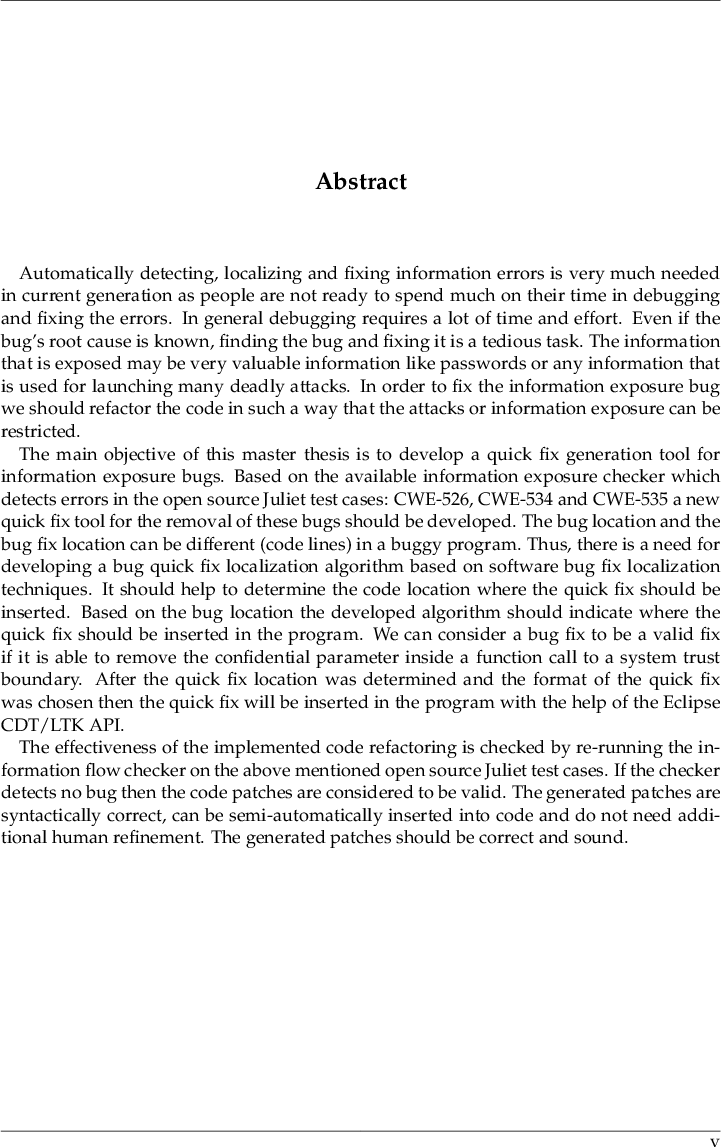 Abstract
Automatically detecting, localizing and fixing information errors is very much needed
in current generation as people are not ready to spend much on their time in debugging
and fixing the errors. In general debugging requires a lot of time and effort. Even if the
bug's root cause is known, finding the bug and fixing it is a tedious task. The information
that is exposed may be very valuable information like passwords or any information that
is used for launching many deadly attacks. In order to fix the information exposure bug
we should refactor the code in such a way that the attacks or information exposure can be
restricted.
The main objective of this master thesis is to develop a quick fix generation tool for
information exposure bugs. Based on the available information exposure checker which
detects errors in the open source Juliet test cases: CWE-526, CWE-534 and CWE-535 a new
quick fix tool for the removal of these bugs should be developed. The bug location and the
bug fix location can be different (code lines) in a buggy program. Thus, there is a need for
developing a bug quick fix localization algorithm based on software bug fix localization
techniques. It should help to determine the code location where the quick fix should be
inserted. Based on the bug location the developed algorithm should indicate where the
quick fix should be inserted in the program. We can consider a bug fix to be a valid fix
if it is able to remove the confidential parameter inside a function call to a system trust
boundary. After the quick fix location was determined and the format of the quick fix
was chosen then the quick fix will be inserted in the program with the help of the Eclipse
CDT/LTK API.
The effectiveness of the implemented code refactoring is checked by re-running the in-
formation flow checker on the above mentioned open source Juliet test cases. If the checker
detects no bug then the code patches are considered to be valid. The generated patches are
syntactically correct, can be semi-automatically inserted into code and do not need addi-
tional human refinement. The generated patches should be correct and sound.
v